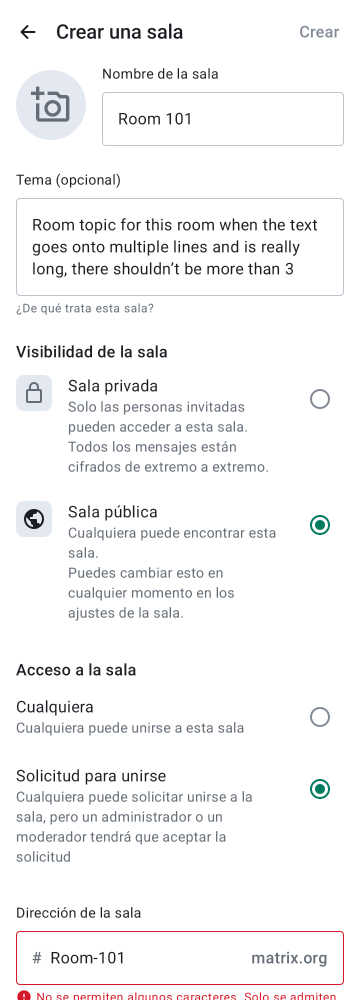 Crear una sala
Crear
Nombre de la sala
Room 101
Tema (opcional)
Room topic for this room when the text
goes onto multiple lines and is really
long, there shouldn’t be more than 3
¿De qué trata esta sala?
Visibilidad de la sala
Sala privada
Solo las personas invitadas
pueden acceder a esta sala.
Todos los mensajes están
cifrados de extremo a extremo.
Sala pública
Cualquiera puede encontrar esta
sala.
Puedes cambiar esto en
cualquier momento en los
ajustes de la sala.
Acceso a la sala
Cualquiera
Cualquiera puede unirse a esta sala
Solicitud para unirse
Cualquiera puede solicitar unirse a la
sala, pero un administrador o un
moderador tendrá que aceptar la
solicitud
Dirección de la sala
# Room-101 matrix.org
No se permiten algunos caracteres. Solo se admiten